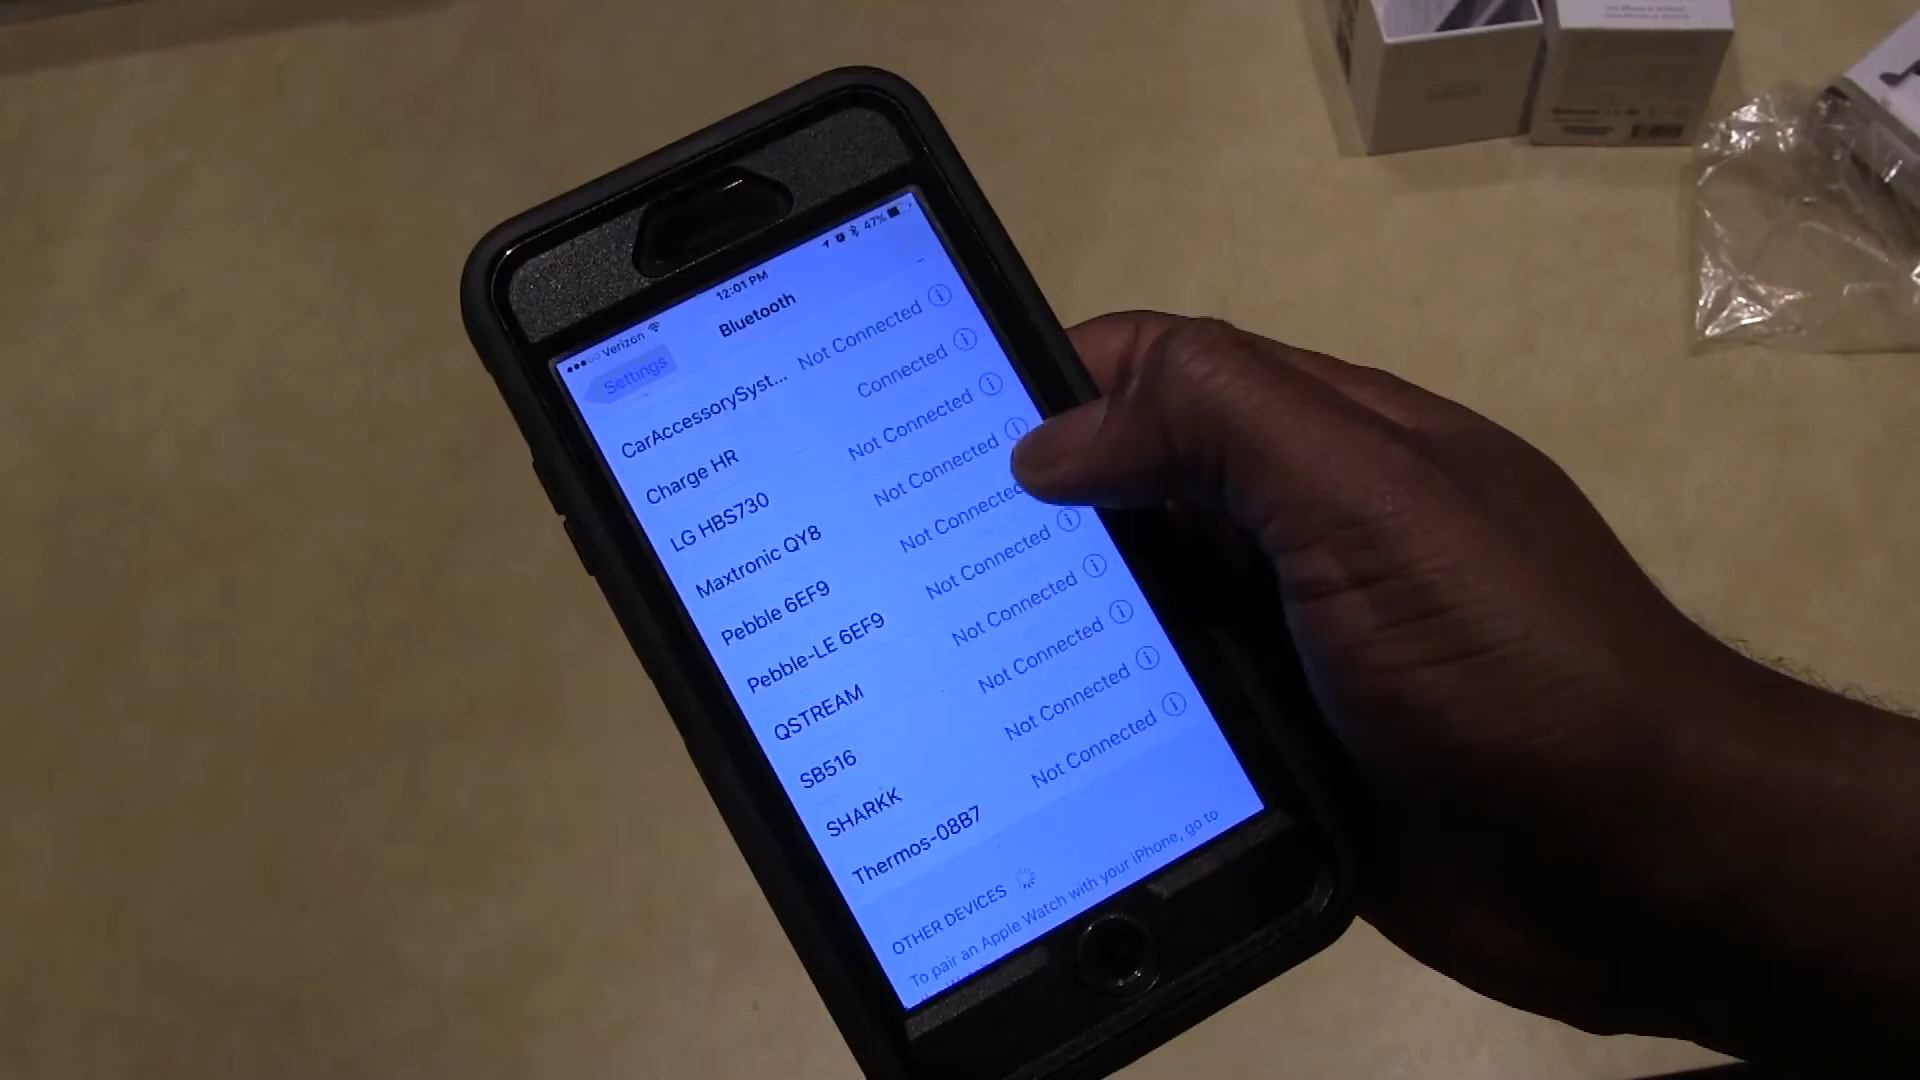 Verizon 12:01 PM 47%
Settings Bluetooth
CarAccessorySyst... Not Connected
Charge HR Connected
LG HBS730 Not Connected
Maxtronic QY8 Not Connected
Pebble 6EF9 Not Connected
Pebble-LE 6EF9 Not Connected
QSTREAM Not Connected
SB516 Not Connected
SHARKK Not Connected
Thermos-08B7 Not Connected
OTHER DEVICES
To pair an Apple Watch with your iPhone, go to